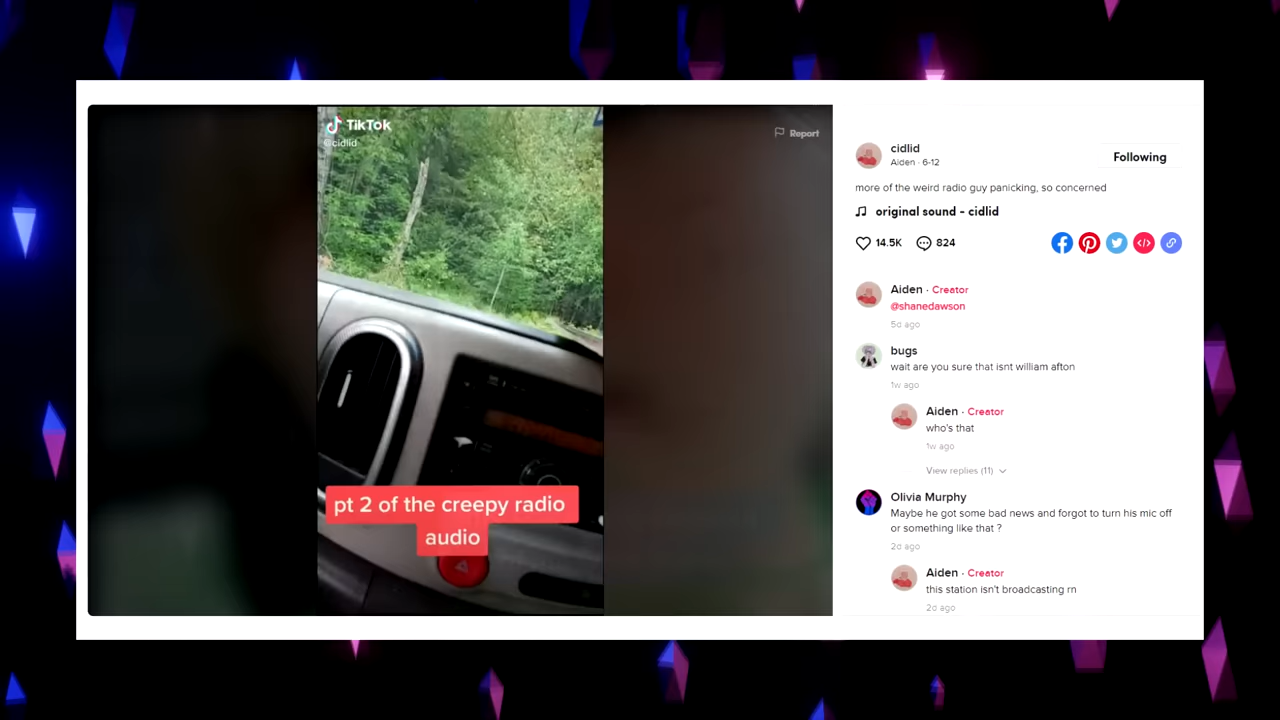 TikTok
@cidlid
Report
pt 2 of the creepy radio
audio
cidlid
Aiden · 6-12
Following
more of the weird radio guy panicking, so concerned
original sound - cidlid
14.5K
824
Aiden · Creator
@shanedawson
5d ago
bugs
wait are you sure that isnt william afton
1w ago
Aiden · Creator
who's that
1w ago
View replies (11)
Olivia Murphy
Maybe he got some bad news and forgot to turn his mic off
or something like that ?
2d ago
Aiden · Creator
this station isn't broadcasting rn
2d ago